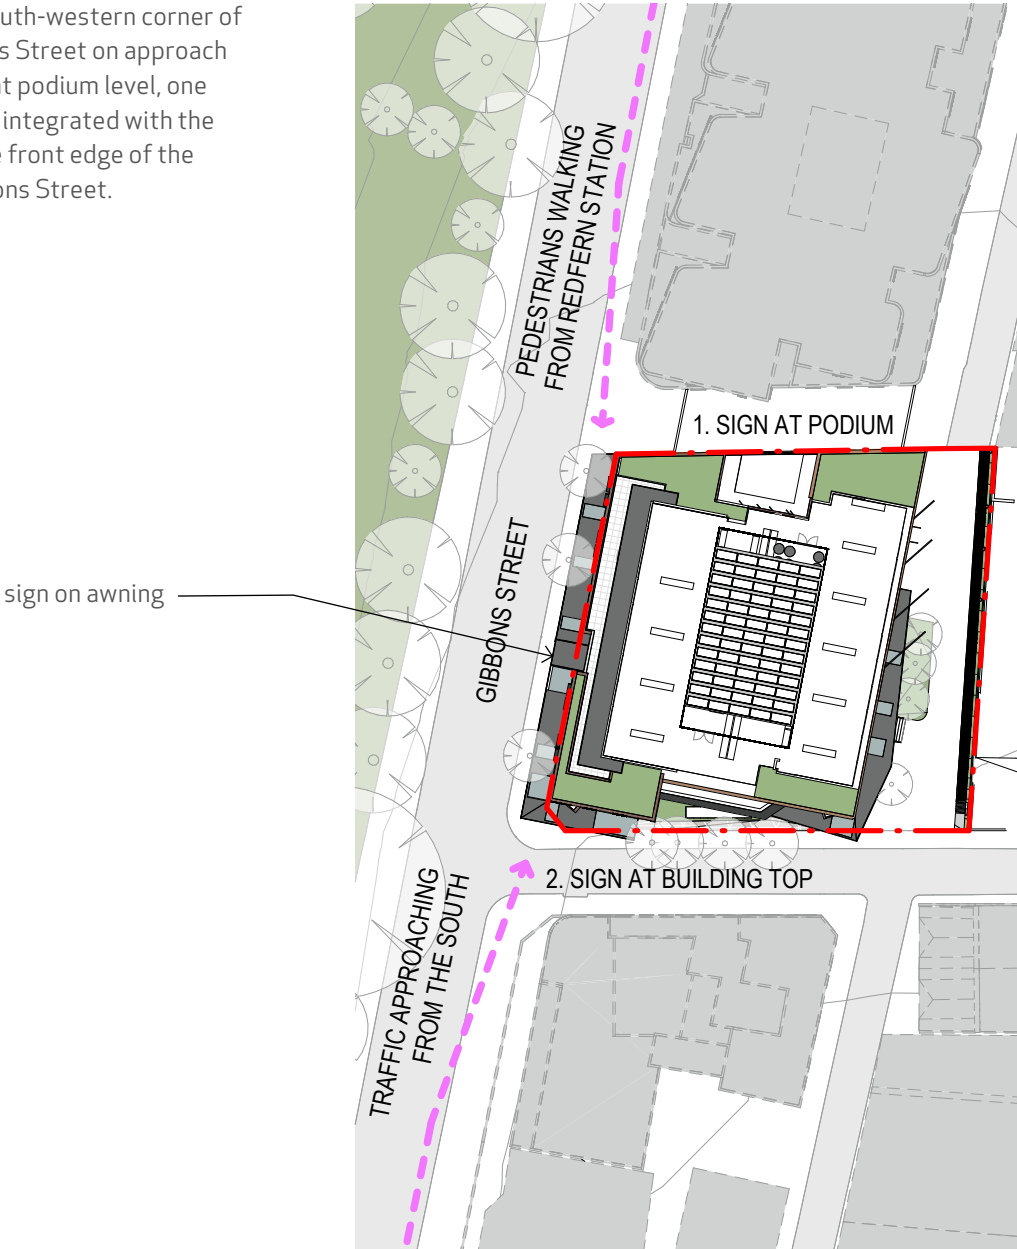 uth-western corner of
s Street on approach
at podium level, one
integrated with the
e front edge of the
ons Street.
PEDESTRIANS WALKING
FROM REDFERN STATION
1. SIGN AT PODIUM
GIBBONS STREET
sign on awning
2. SIGN AT BUILDING TOP
TRAFFIC APPROACHING
FROM THE SOUTH